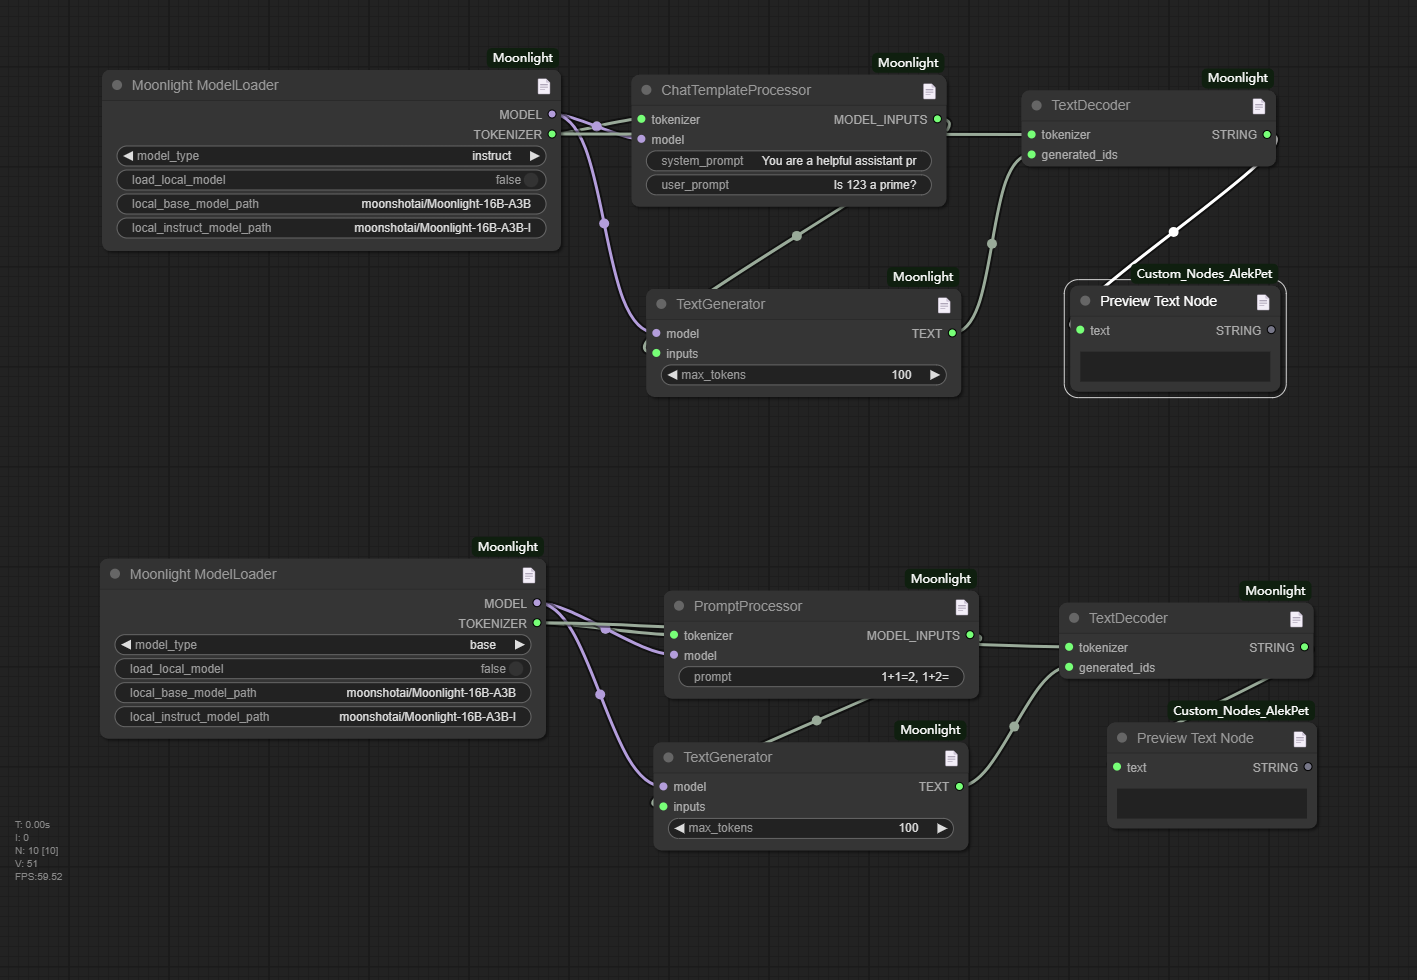 Moonlight
Moonlight ModelLoader
MODEL
TOKENIZER
model_type instruct
load_local_model false
local_base_model_path moonshotai/Moonlight-16B-A3B
local_instruct_model_path moonshotai/Moonlight-16B-A3B-I
Moonlight
ChatTemplateProcessor
tokenizer MODEL_INPUTS
model
system_prompt You are a helpful assistant pr
user_prompt Is 123 a prime?
Moonlight
TextDecoder
tokenizer STRING
generated_ids
Moonlight
TextGenerator
model TEXT
inputs
max_tokens 100
Custom_Nodes_AlekPet
Preview Text Node
text STRING
Moonlight
Moonlight ModelLoader
MODEL
TOKENIZER
model_type base
load_local_model false
local_base_model_path moonshotai/Moonlight-16B-A3B
local_instruct_model_path moonshotai/Moonlight-16B-A3B-I
Moonlight
PromptProcessor
tokenizer MODEL_INPUTS
model
prompt 1+1=2, 1+2=
Moonlight
TextDecoder
tokenizer STRING
generated_ids
Moonlight
TextGenerator
model TEXT
inputs
max_tokens 100
Custom_Nodes_AlekPet
Preview Text Node
text STRING
T: 0.00s
I: 0
N: 10 [10]
V: 51
FPS:59.52